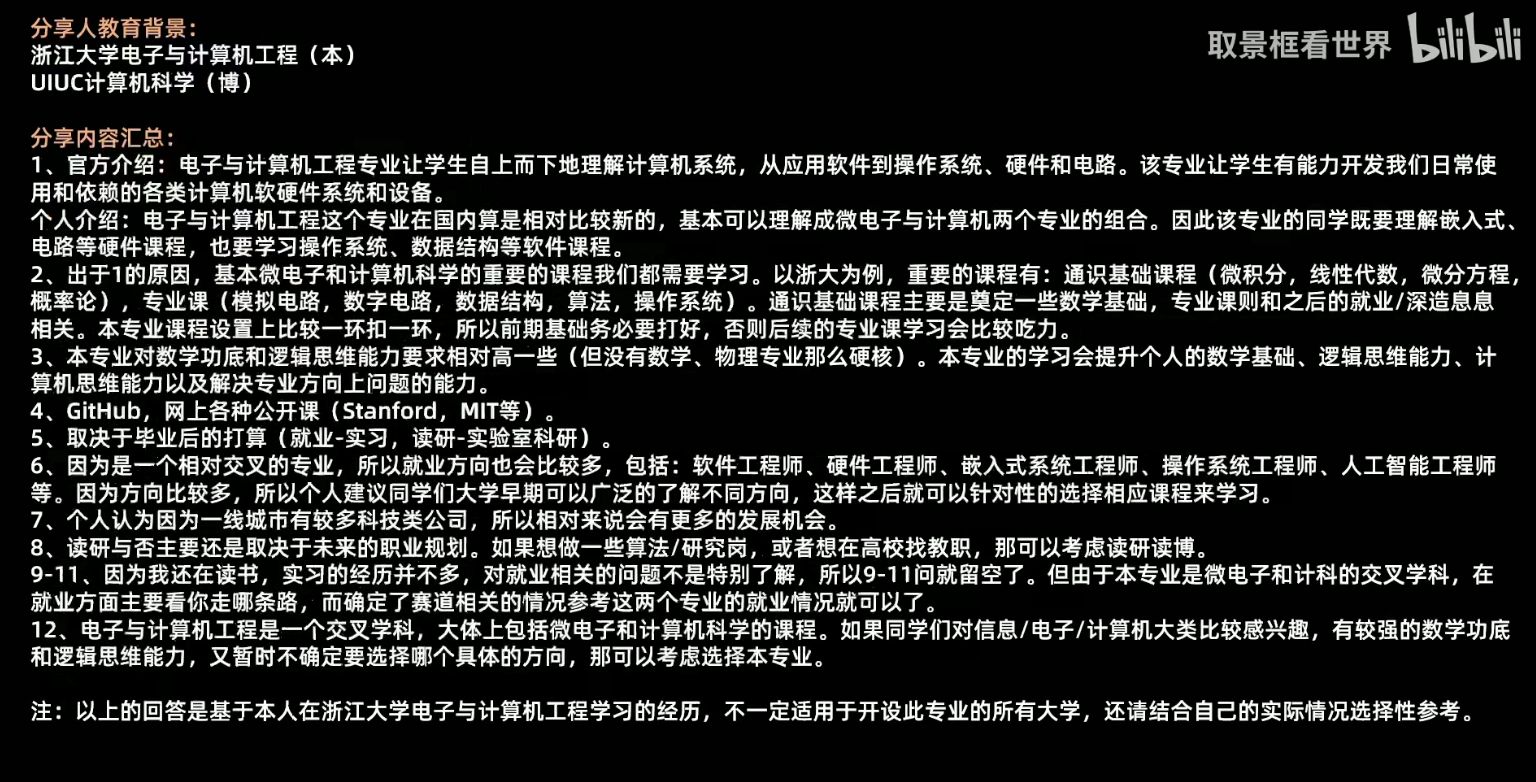 分享人教育背景：
浙江大学电子与计算机工程（本）
UIUC计算机科学（博）
取景框看世界 bilibili
分享内容汇总：
1、官方介绍：电子与计算机工程专业让学生自上而下地理解计算机系统，从应用软件到操作系统、硬件和电路。该专业让学生有能力开发我们日常使
用和依赖的各类计算机软硬件系统和设备。
个人介绍：电子与计算机工程这个专业在国内算是相对比较新的，基本可以理解成微电子与计算机两个专业的组合。因此该专业的同学既要理解嵌入式、
电路等硬件课程，也要学习操作系统、数据结构等软件课程。
2、出于1的原因，基本微电子和计算机科学的重要的课程我们都需要学习。以浙大为例，重要的课程有：通识基础课程（微积分，线性代数，微分方程，
概率论），专业课（模拟电路，数字电路，数据结构，算法，操作系统）。通识基础课程主要是奠定一些数学基础，专业课则和之后的就业/深造息息
相关。本专业课程设置上比较一环扣一环，所以前期基础务必要打好，否则后续的专业课学习会比较吃力。
3、本专业对数学功底和逻辑思维能力要求相对高一些（但没有数学、物理专业那么硬核）。本专业的学习会提升个人的数学基础、逻辑思维能力、计
算机思维能力以及解决专业方向上问题的能力。
4、GitHub，网上各种公开课（Stanford，MIT等）。
5、取决于毕业后的打算（就业-实习，读研-实验室科研）。
6、因为是一个相对交叉的专业，所以就业方向也会比较多，包括：软件工程师、硬件工程师、嵌入式系统工程师、操作系统工程师、人工智能工程师
等。因为方向比较多，所以个人建议同学们大学早期可以广泛的了解不同方向，这样之后就可以针对性的选择相应课程来学习。
7、个人认为因为一线城市有较多科技类公司，所以相对来说会有更多的发展机会。
8、读研与否主要还是取决于未来的职业规划。如果想做一些算法/研究岗，或者想在高校找教职，那可以考虑读研读博。
9-11、因为我还在读书，实习的经历并不多，对就业相关的问题不是特别了解，所以9-11问就留空了。但由于本专业是微电子和计科的交叉学科，在
就业方面主要看你走哪条路，而确定了赛道相关的情况参考这两个专业的就业情况就可以了。
12、电子与计算机工程是一个交叉学科，大体上包括微电子和计算机科学的课程。如果同学们对信息/电子/计算机大类比较感兴趣，有较强的数学功底
和逻辑思维能力，又暂时不确定要选择哪个具体的方向，那可以考虑选择本专业。
注：以上的回答是基于本人在浙江大学电子与计算机工程学习的经历，不一定适用于开设此专业的所有大学，还请结合自己的实际情况选择性参考。